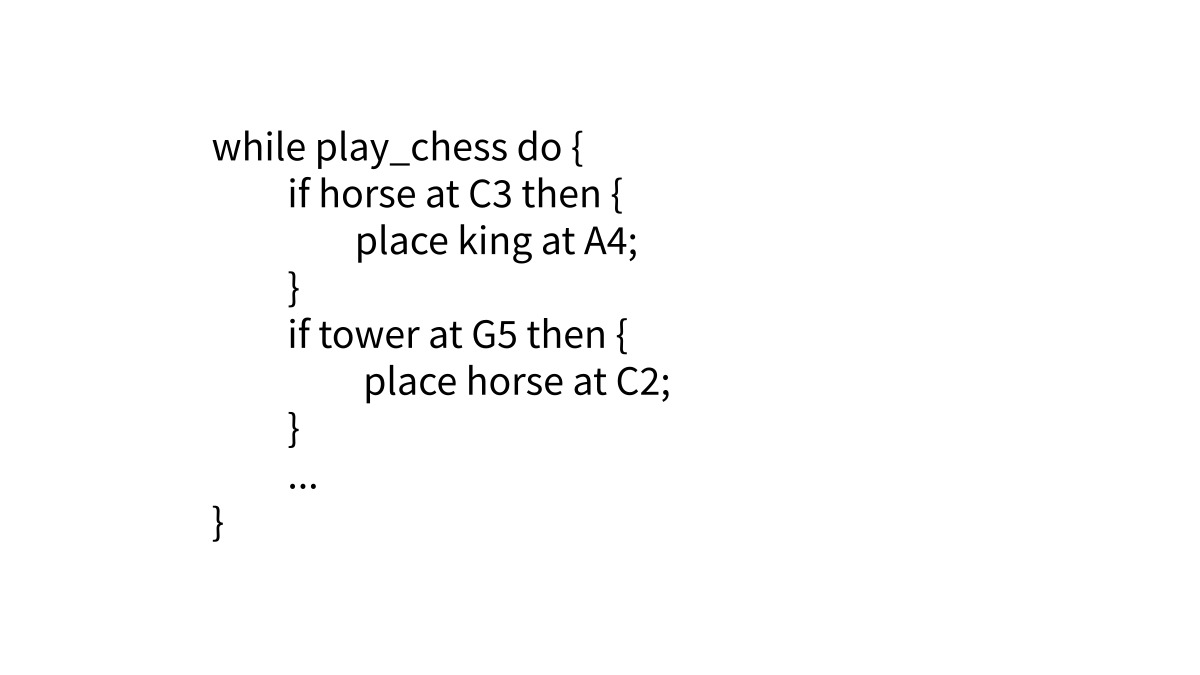 while play_chess do {
if horse at C3 then {
place king at A4;
}
if tower at G5 then {
place horse at C2;
}
...
}